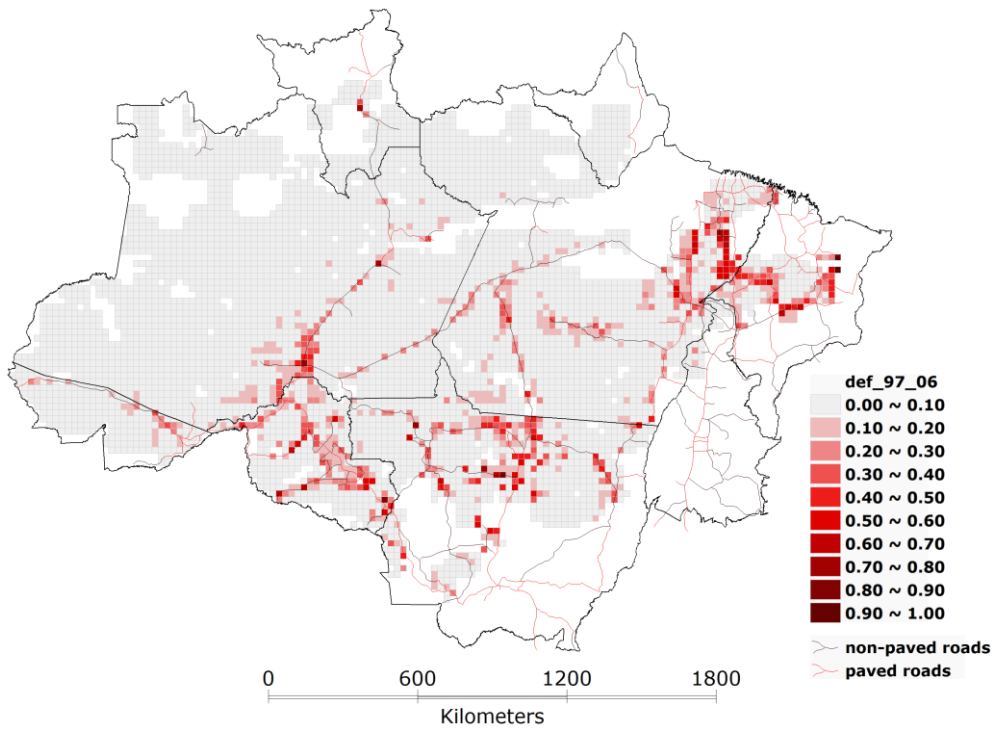 def_97_06
0.00 ~ 0.10
0.10 ~ 0.20
0.20 ~ 0.30
0.30 ~ 0.40
0.40 ~ 0.50
0.50 ~ 0.60
0.60 ~ 0.70
0.70 ~ 0.80
0.80 ~ 0.90
0.90 ~ 1.00
non-paved roads
paved roads
0 600 1200 1800
Kilometers